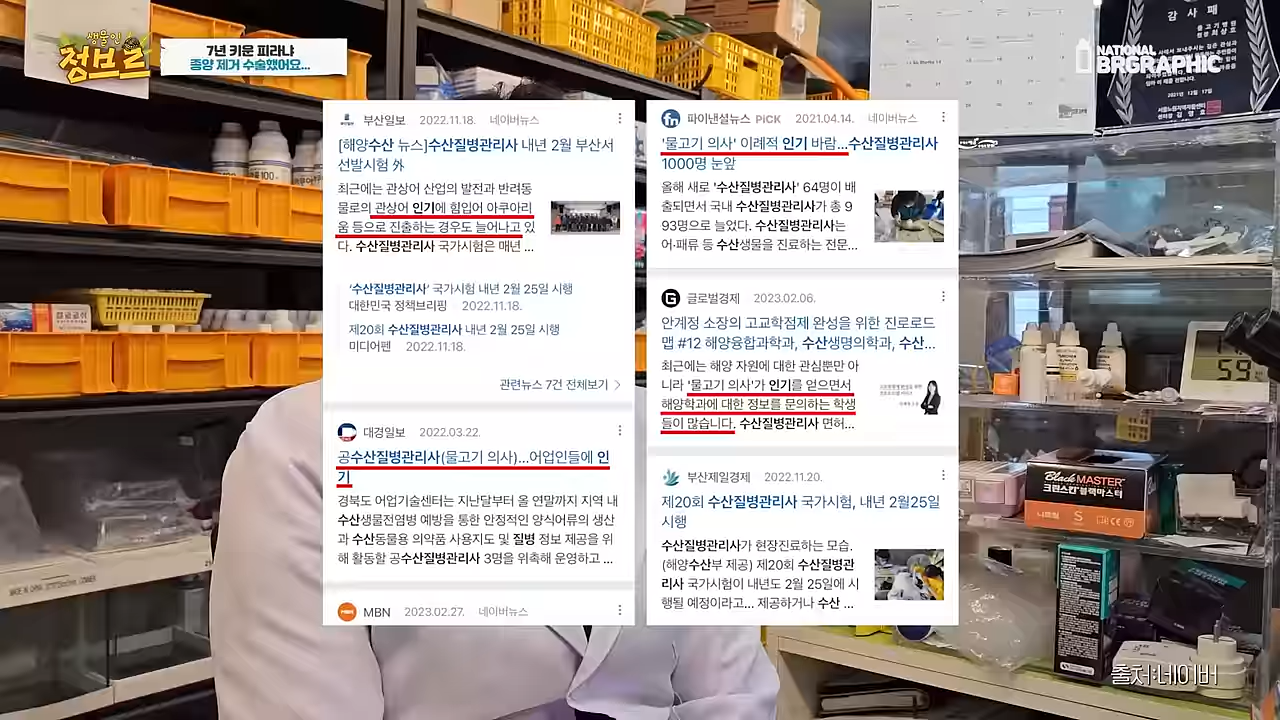 생물인
정브르
7년 키운 피라냐
종양 제거 수술했어요...
NATIONAL
BRGRAPHIC
감사패
부산일보 2022.11.18. 네이버뉴스
[해양수산 뉴스]수산질병관리사 내년 2월 부산서
선발시험 外
최근에는 관상어 산업의 발전과 반려동
물로의 관상어 인기에 힘입어 아쿠아리
움 등으로 진출하는 경우도 늘어나고 있
다. 수산질병관리사 국가시험은 매년 ...
'수산질병관리사' 국가시험 내년 2월 25일 시행
대한민국 정책브리핑 2022.11.18.
제20회 수산질병관리사 내년 2월 25일 시행
미디어펜 2022.11.18.
관련뉴스 7건 전체보기
대경일보 2022.03.22.
공수산질병관리사(물고기 의사)...어업인들에 인
기
경북도 어업기술센터는 지난달부터 올 연말까지 지역 내
수산생물전염병 예방을 통한 안정적인 양식어류의 생산
과 수산동물용 의약품 사용지도 및 질병 정보 제공을 위
해 활동할 공수산질병관리사 3명을 위촉해 운영하고 ...
MBN 2023.02.27. 네이버뉴스
fn 파이낸셜뉴스 PiCK 2021.04.14. 네이버뉴스
'물고기 의사' 이례적 인기 바람...수산질병관리사
1000명 눈앞
올해 새로 '수산질병관리사' 64명이 배
출되면서 국내 수산질병관리사가 총 9
93명으로 늘었다. 수산질병관리사는
어·패류 등 수산생물을 진료하는 전문...
G 글로벌경제 2023.02.06.
안계정 소장의 고교학점제 완성을 위한 진로로드
맵 #12 해양융합과학과, 수산생명의학과, 수산...
최근에는 해양 자원에 대한 관심뿐만 아
니라 '물고기 의사'가 인기를 얻으면서
해양학과에 대한 정보를 문의하는 학생
들이 많습니다. 수산질병관리사 면허...
부산제일경제 2022.11.20.
제20회 수산질병관리사 국가시험, 내년 2월25일
시행
수산질병관리사가 현장진료하는 모습.
(해양수산부 제공) 제20회 수산질병관
리사 국가시험이 내년도 2월 25일에 시
행될 예정이라고... 제공하거나 수산 ...
59
Black MASTER
크린스킨 블랙마스터
니트릴 S
출처:네이버